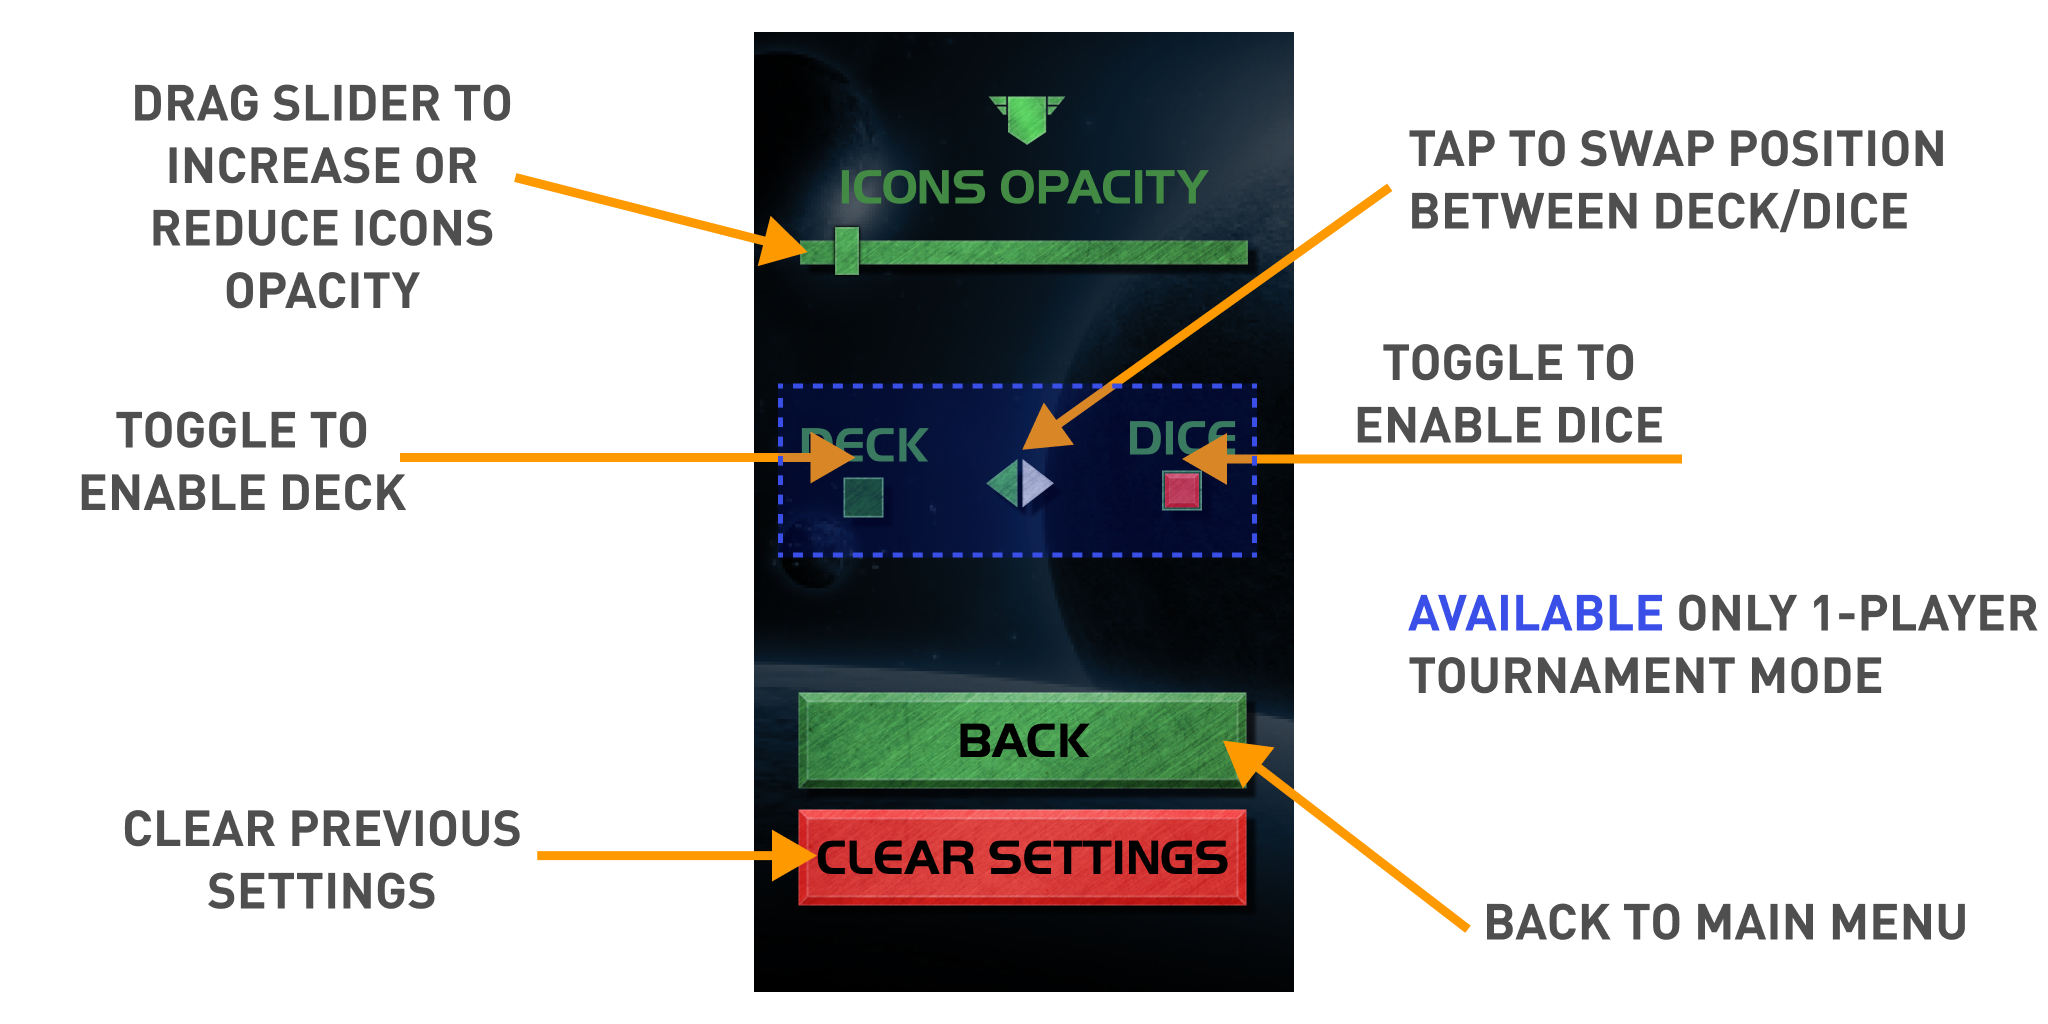 DRAG SLIDER TO
INCREASE OR
REDUCE ICONS
OPACITY
ICONS OPACITY
TAP TO SWAP POSITION
BETWEEN DECK/DICE
TOGGLE TO
ENABLE DECK
DECK
DICE
TOGGLE TO
ENABLE DICE
AVAILABLE ONLY 1-PLAYER
TOURNAMENT MODE
BACK
CLEAR SETTINGS
CLEAR PREVIOUS
SETTINGS
BACK TO MAIN MENU